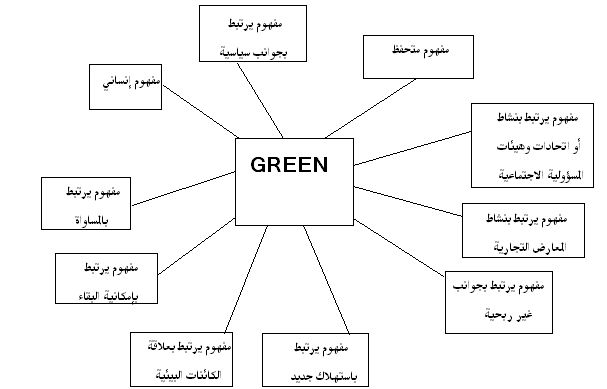 مفهوم يرتبط
بجوانب سياسية
مفهوم متحفظ
مفهوم إنساني
مفهوم يرتبط بنشاط
أو اتحادات وهيئات
المسؤولية الاجتماعية
GREEN
مفهوم يرتبط
بالمساواة
مفهوم يرتبط بنشاط
المعارض التجارية
مفهوم يرتبط
بإمكانية البقاء
مفهوم يرتبط بجوانب
غير ربحية
مفهوم يرتبط بعلاقة
الكائنات البيئية
مفهوم يرتبط
باستهلاك جديد